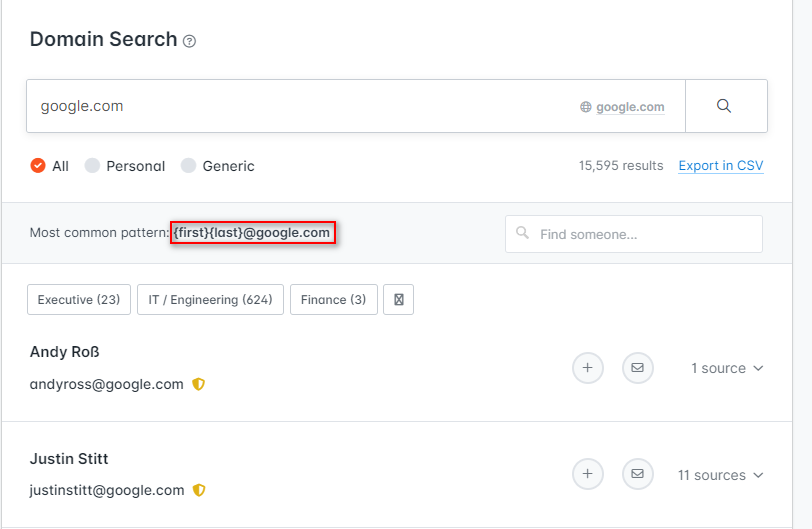 Domain Search ?
google.com google.com
All Personal Generic 15,595 results Export in CSV
Most common pattern: {first}{last}@google.com Find someone...
Executive (23) IT / Engineering (624) Finance (3)
Andy Roß
andyross@google.com
1 source
Justin Stitt
justinstitt@google.com
11 sources